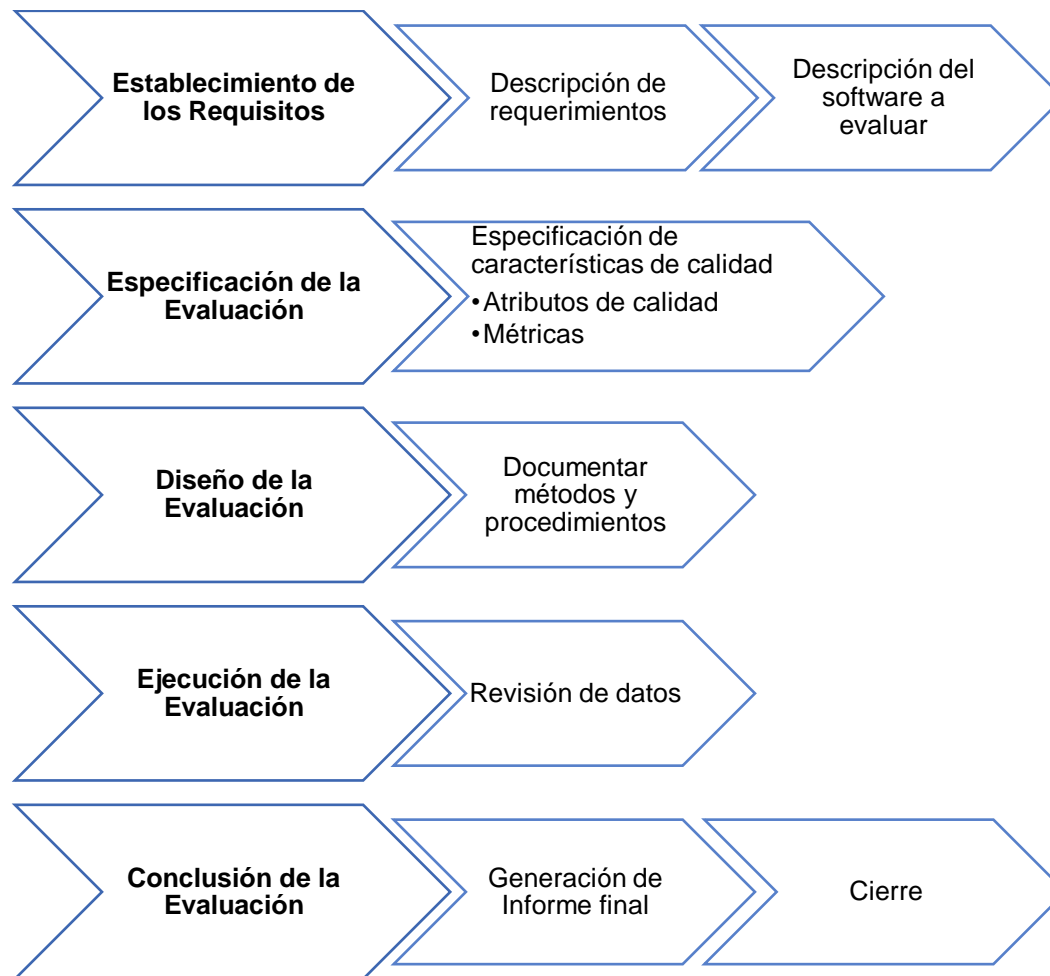 Establecimiento de
los Requisitos
Descripción de
requerimientos
Descripción del
software a
evaluar
Especificación de la
Evaluación
Especificación de
características de calidad
•Atributos de calidad
•Métricas
Diseño de la
Evaluación
Documentar
métodos y
procedimientos
Ejecución de la
Evaluación
Revisión de datos
Conclusión de la
Evaluación
Generación de
Informe final
Cierre